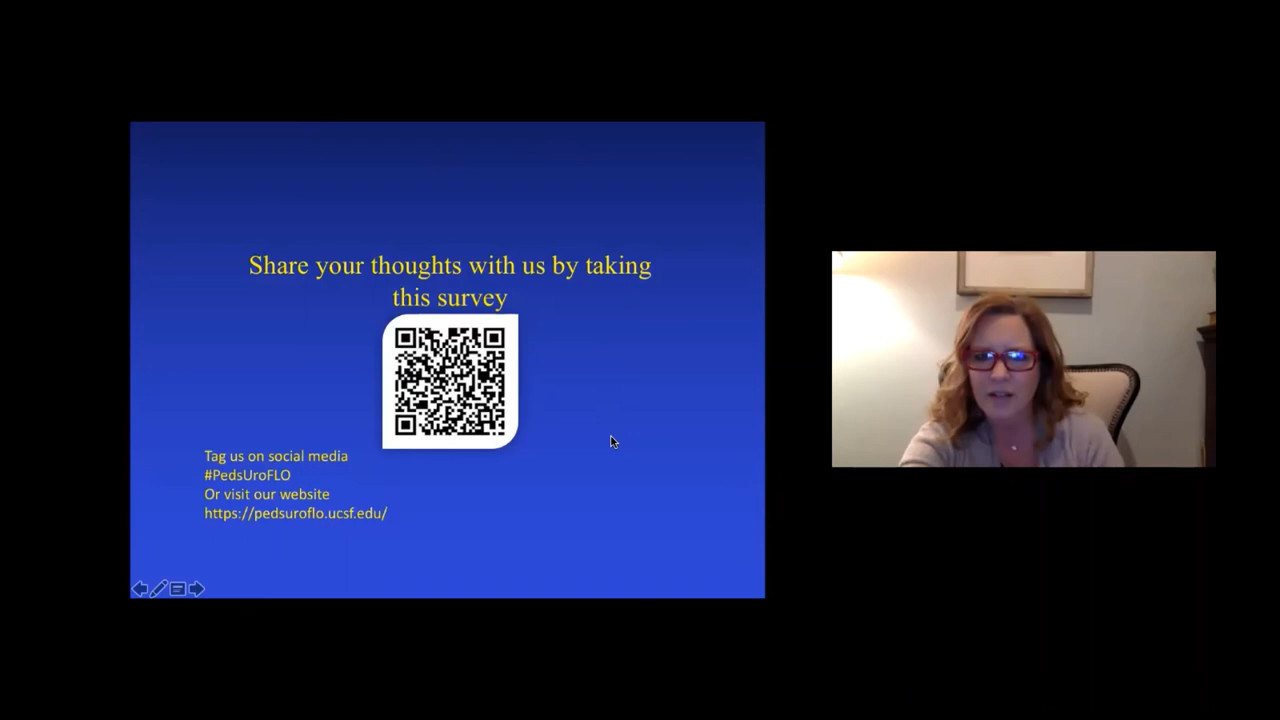 Share your thoughts with us by taking
this survey
Tag us on social media
#PedsUroFLO
Or visit our website
https://pedsuroflo.ucsf.edu/